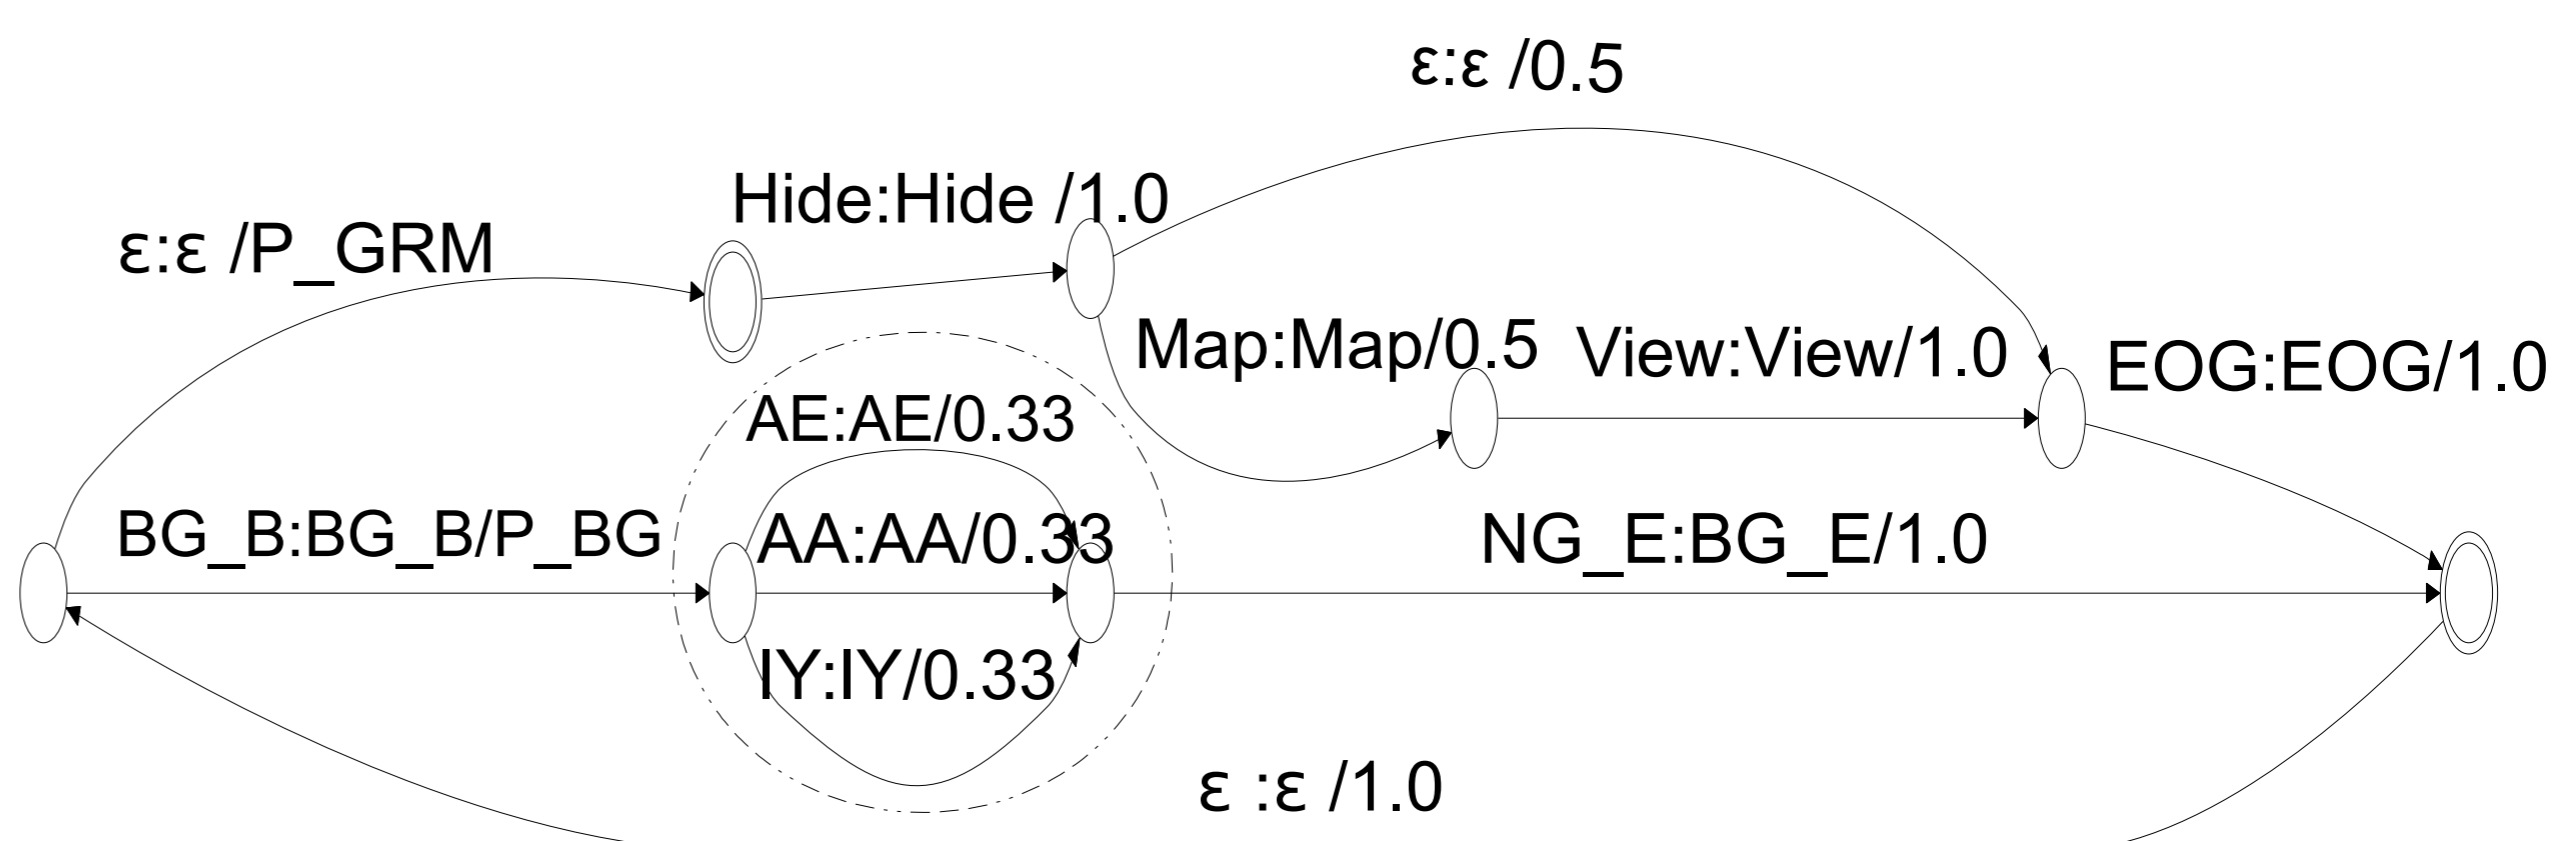 ε:ε /0.5
Hide:Hide /1.0
ε:ε /P_GRM
Map:Map/0.5
View:View/1.0
EOG:EOG/1.0
AE:AE/0.33
BG_B:BG_B/P_BG
AA:AA/0.33
NG_E:BG_E/1.0
IY:IY/0.33
ε :ε /1.0